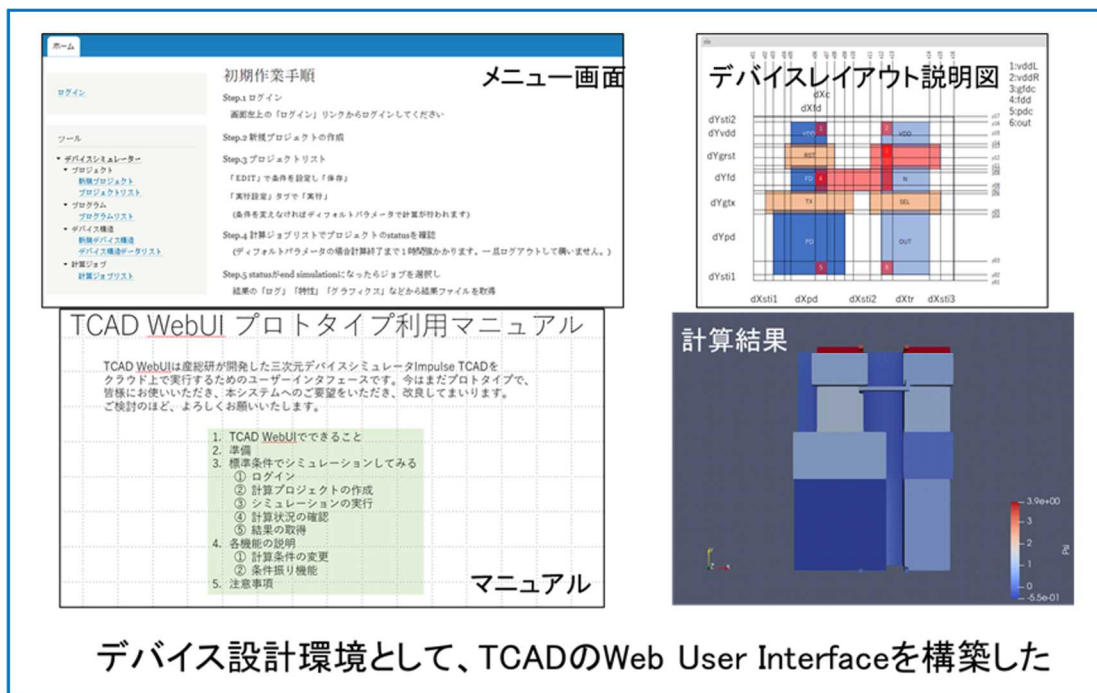 ホーム
メニュー画面
ログイン
ツール
デバイスシミュレーター
プロジェクト
新規プロジェクト
プロジェクトリスト
プログラム
プログラムリスト
デバイス構造
新規デバイス構造
デバイス構造データリスト
計算ジョブ
計算ジョブリスト
初期作業手順
Step.1 ログイン
画面左上の「ログイン」リンクからログインしてください
Step.2 新規プロジェクトの作成
Step.3 プロジェクトリスト
「EDIT」で条件を設定し「保存」
「実行設定」タブで「実行」
(条件を変えなければディフォルトパラメータで計算が行われます)
Step.4 計算ジョブリストでプロジェクトのstatusを確認
(ディフォルトパラメータの場合計算終了まで1時間強かかります。一旦ログアウトして構いません。)
Step.5 statusがend simulationになったらジョブを選択し
結果の「ログ」「特性」「グラフィクス」などから結果ファイルを取得
デバイスレイアウト説明図
1:vddL
2:vddR
3:gfdc
4:fdd
5:pdc
6:out
dXc
dXfd
dYsti2
dYvdd
dYgrst
dYfd
dYgtx
dYpd
dYsti1
VDD
VDD
RST
FD
N
TX
SEL
PD
OUT
1
2
4
5
dXsti1 dXpd dXsti2 dXtr dXsti3
TCAD WebUI プロトタイプ利用マニュアル
TCAD WebUIは産総研が開発した三次元デバイスシミュレータImpulse TCADを
クラウド上で実行するためのユーザーインタフェースです。今はまだプロトタイプで、
皆様にお使いいただき、本システムへのご要望をいただき、改良してまいります。
ご検討のほど、よろしくお願いいたします。
1. TCAD WebUIでできること
2. 準備
3. 標準条件でシミュレーションしてみる
① ログイン
② 計算プロジェクトの作成
③ シミュレーションの実行
④ 計算状況の確認
⑤ 結果の取得
4. 各機能の説明
① 計算条件の変更
② 条件振り機能
5. 注意事項
マニュアル
計算結果
3.9e+00
3
2
1
0
-5.5e-01
Psi
デバイス設計環境として、TCADのWeb User Interfaceを構築した